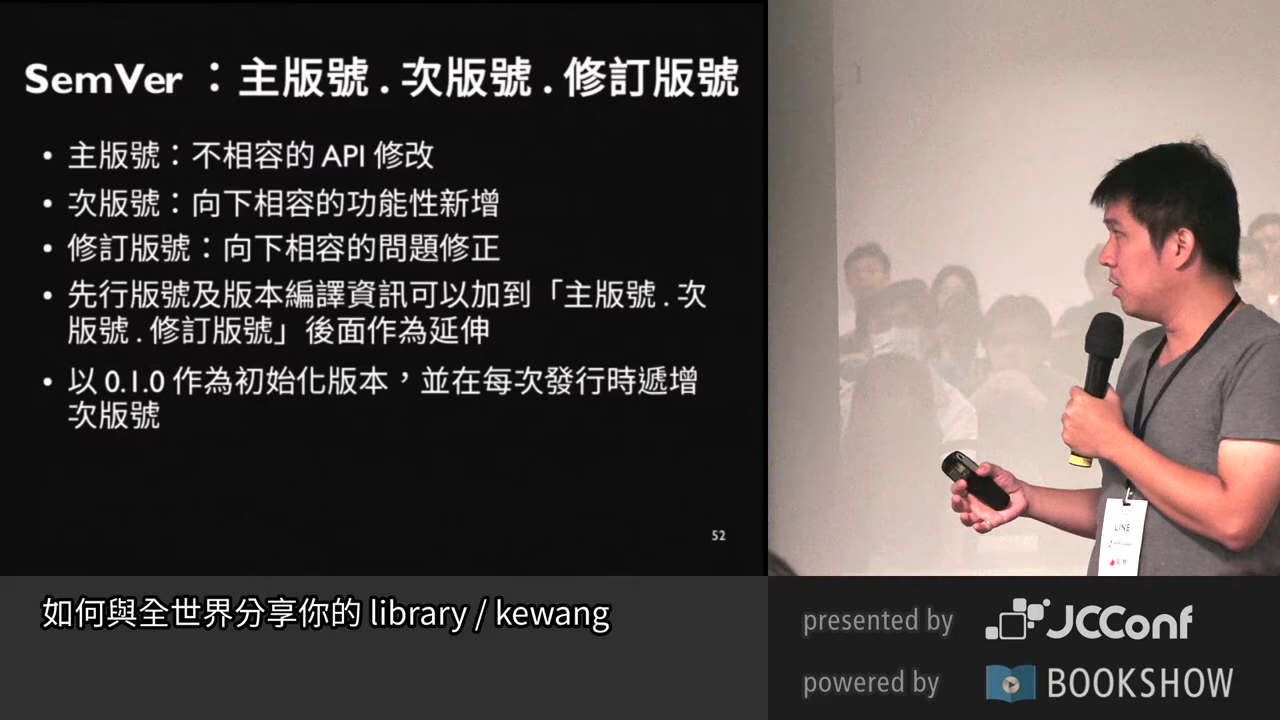 SemVer ：主版號 . 次版號 . 修訂版號
• 主版號：不相容的 API 修改
• 次版號：向下相容的功能性新增
• 修訂版號：向下相容的問題修正
• 先行版號及版本編譯資訊可以加到「主版號 . 次
版號 . 修訂版號」後面作為延伸
• 以 0.1.0 作為初始化版本，並在每次發行時遞增
次版號
52
LINE
如何與全世界分享你的 library / kewang
presented by JCConf
powered by BOOKSHOW